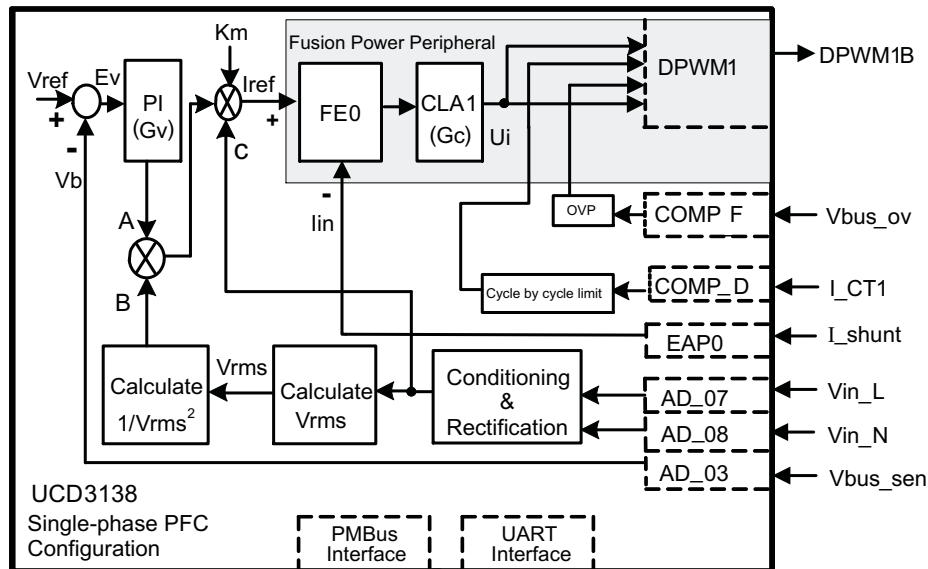 Km
Fusion Power Peripheral
Vref
Ev
Iref
PI
(Gv)
FE0
CLA1
(Gc)
Ui
DPWM1
DPWM1B
+
-
+
-
Vb
C
Iin
A
B
OVP
COMP F
Vbus_ov
Cycle by cycle limit
COMP_D
I_CT1
EAP0
I_shunt
Calculate
1/Vrms²
Vrms
Calculate
Vrms
Conditioning
&
Rectification
AD_07
Vin_L
AD_08
Vin_N
AD_03
Vbus_sen
UCD3138
Single-phase PFC
Configuration
PMBus
Interface
UART
Interface